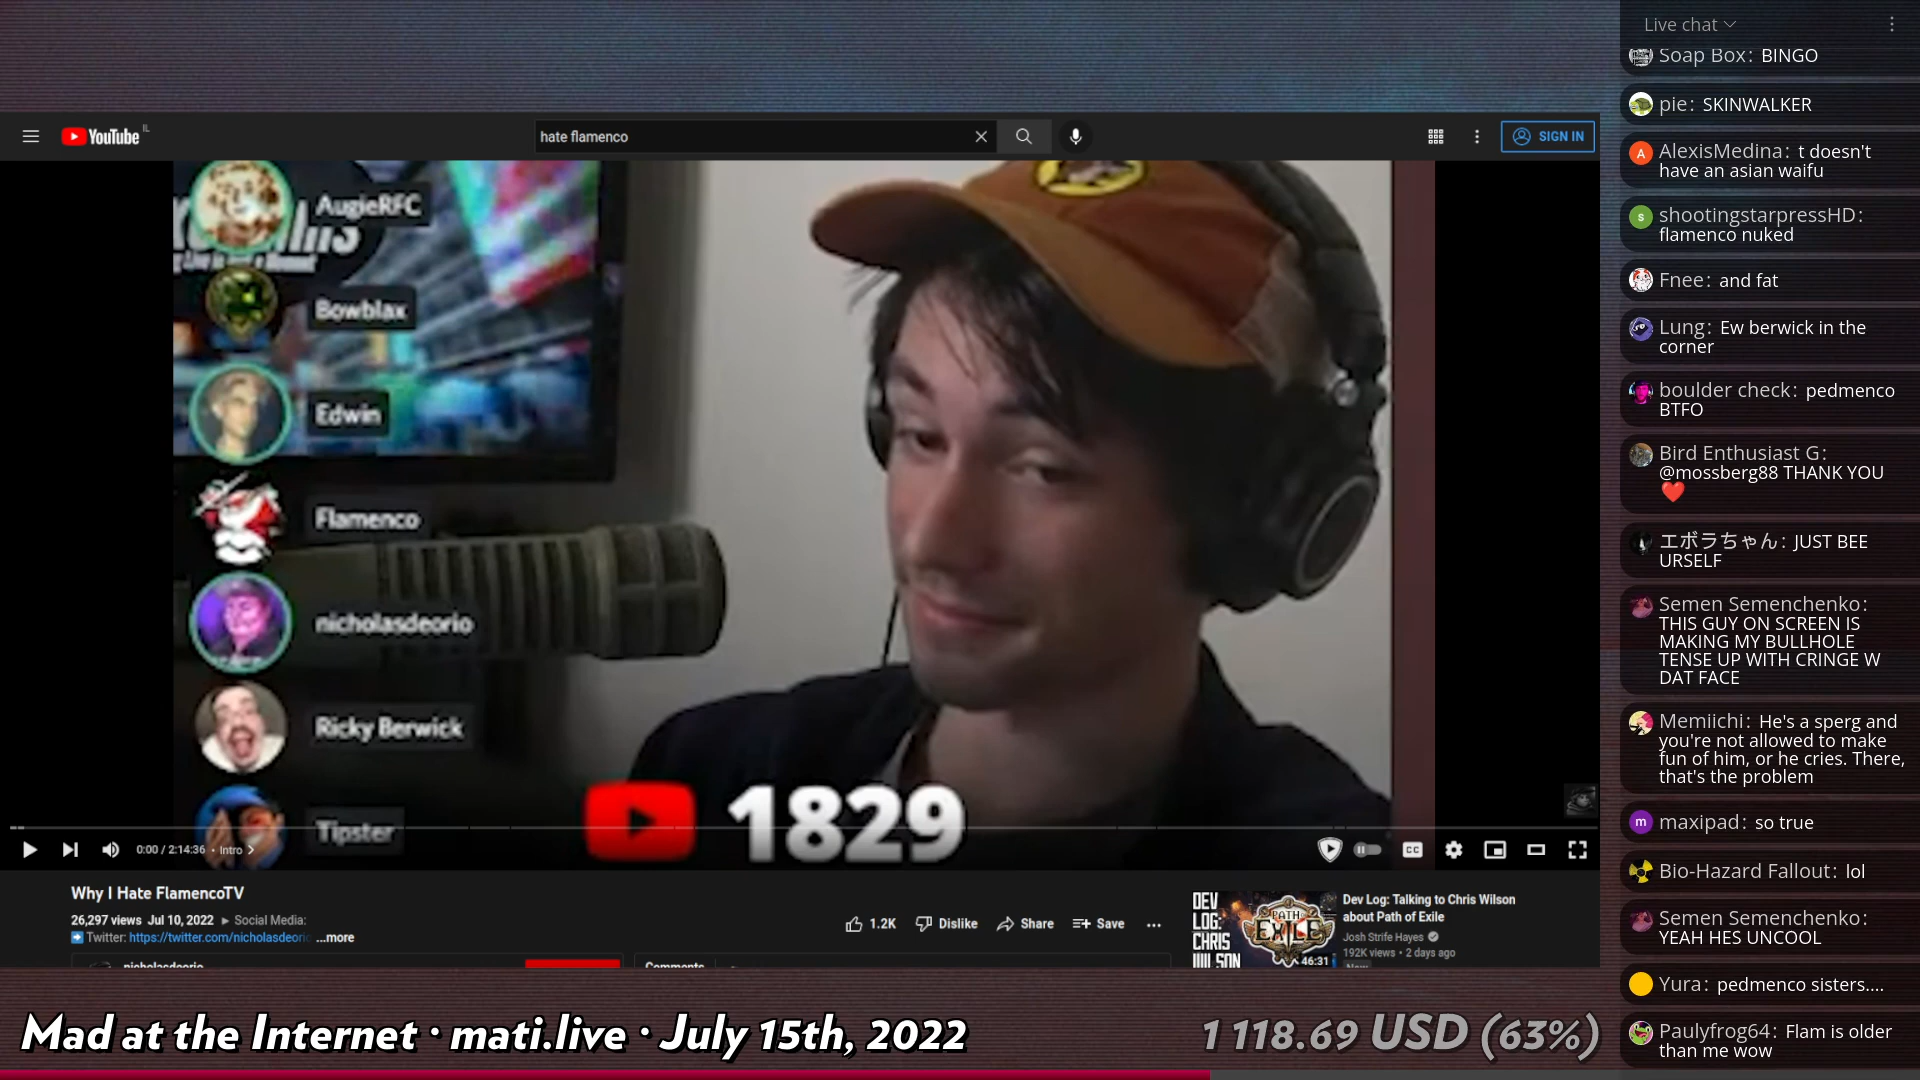 YouTube IL
hate flamenco
SIGN IN
AugieRFC
Bowblax
Edwin
Flamenco
nicholasdeorio
Ricky Berwick
Tipster
1829
0:00 / 2:14:36 • Intro
CC
Why I Hate FlamencoTV
26,297 views Jul 10, 2022 ► Social Media:
Twitter: https://twitter.com/nicholasdeorio ...more
1.2K
Dislike
Share
Save
nicholasdeorio
Comments
DEV
LOG:
CHRIS
WILSON
PATH OF
EXILE
46:31
Dev Log: Talking to Chris Wilson
about Path of Exile
Josh Strife Hayes
192K views • 2 days ago
New
Mad at the Internet · mati.live · July 15th, 2022
1 118.69 USD (63%)
Live chat
Soap Box: BINGO
pie: SKINWALKER
AlexisMedina: t doesn't
have an asian waifu
shootingstarpressHD:
flamenco nuked
Fnee: and fat
Lung: Ew berwick in the
corner
boulder check: pedmenco
BTFO
Bird Enthusiast G:
@mossberg88 THANK YOU
エボラちゃん: JUST BEE
URSELF
Semen Semenchenko:
THIS GUY ON SCREEN IS
MAKING MY BULLHOLE
TENSE UP WITH CRINGE W
DAT FACE
Memiichi: He's a sperg and
you're not allowed to make
fun of him, or he cries. There,
that's the problem
maxipad: so true
Bio-Hazard Fallout: lol
Semen Semenchenko:
YEAH HES UNCOOL
Yura: pedmenco sisters....
Paulyfrog64: Flam is older
than me wow